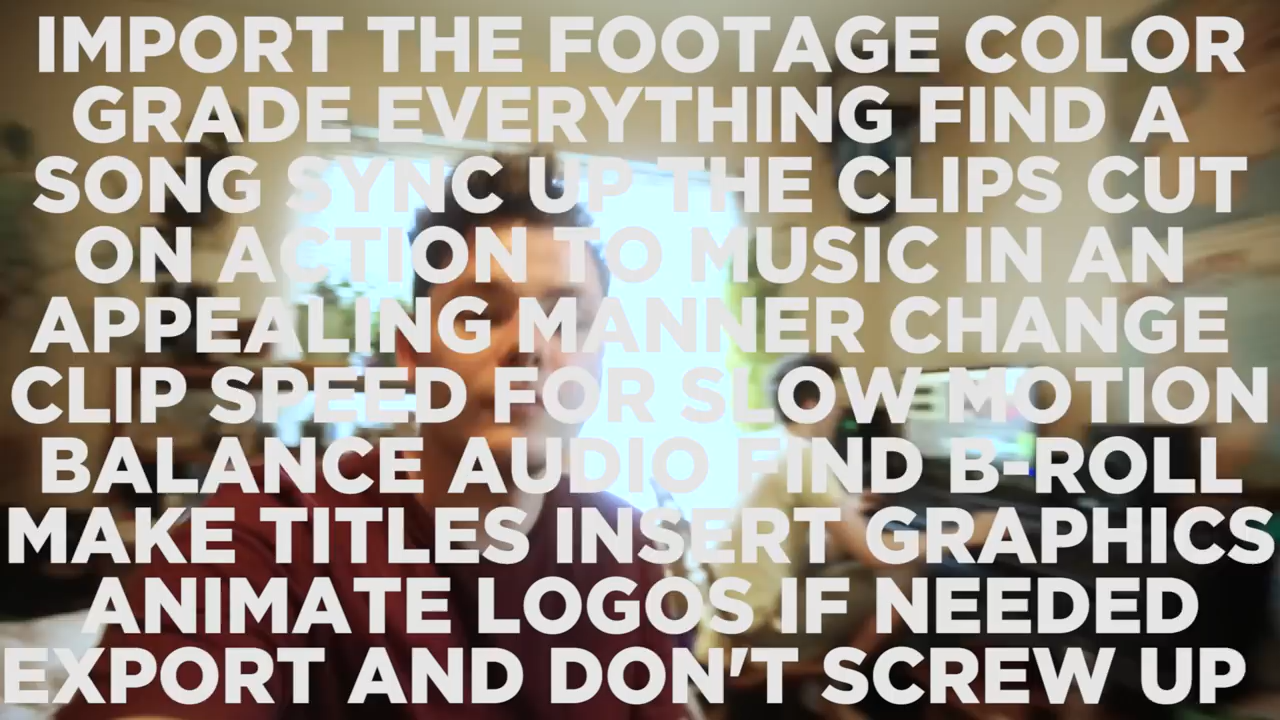 IMPORT THE FOOTAGE COLOR
GRADE EVERYTHING FIND A
SONG SYNC UP THE CLIPS CUT
ON ACTION TO MUSIC IN AN
APPEALING MANNER CHANGE
CLIP SPEED FOR SLOW MOTION
BALANCE AUDIO FIND B-ROLL
MAKE TITLES INSERT GRAPHICS
ANIMATE LOGOS IF NEEDED
EXPORT AND DON'T SCREW UP